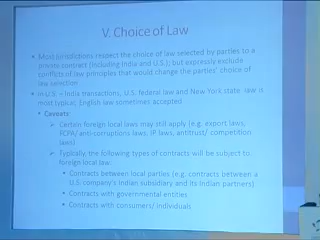 V. Choice of Law
Most jurisdictions respect the choice of law selected by parties to a
private contract (including India and U.S.); but expressly exclude
conflicts of law principles that would change the parties' choice of
law selection
In U.S. – India transactions, U.S. federal law and New York state law is
most typical; English law sometimes accepted
Caveats:
Certain foreign local laws may still apply (e.g. export laws,
FCPA/ anti-corruptions laws, IP laws, antitrust/ competition
laws)
Typically, the following types of contracts will be subject to
foreign local law:
Contracts between local parties (e.g. contracts between a
U.S. company's Indian subsidiary and its Indian partners)
Contracts with governmental entities
Contracts with consumers/ individuals